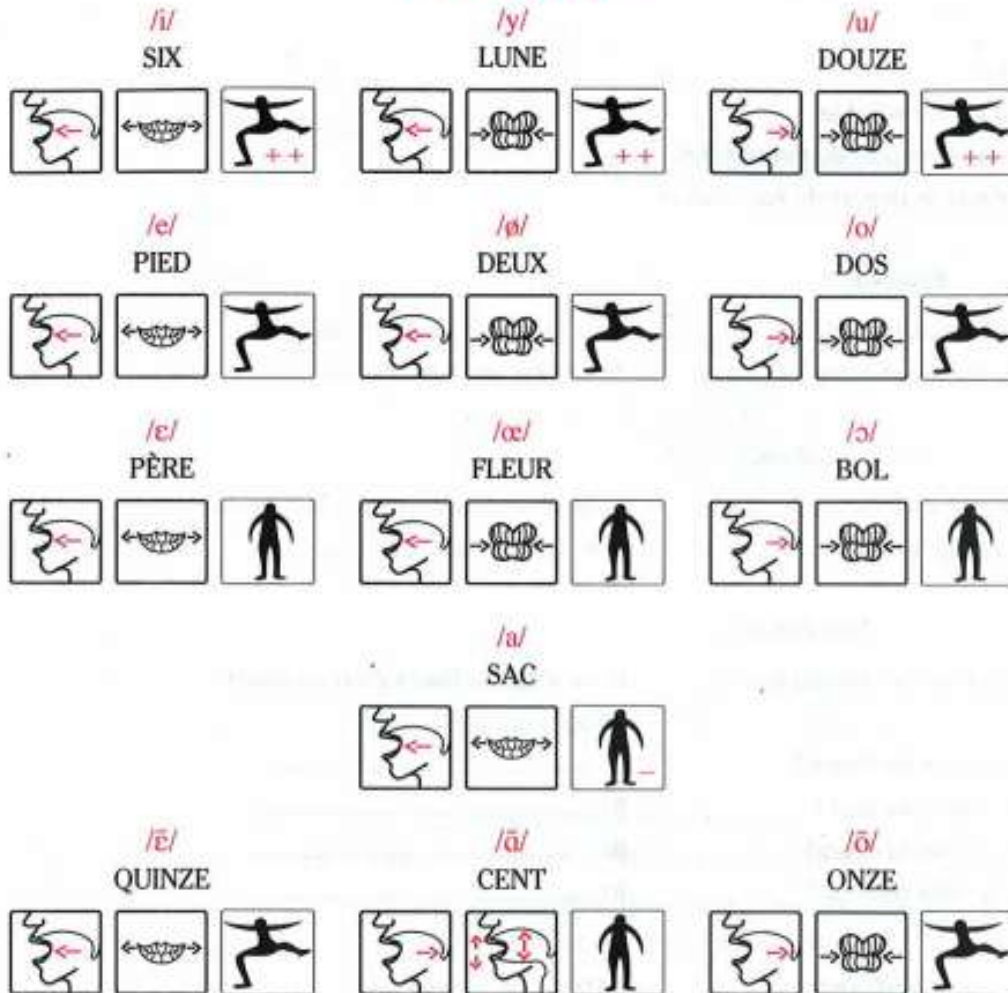 /i/ /y/ /u/
SIX LUNE DOUZE
++ ++ ++
/e/ /ø/ /o/
PIED DEUX DOS
/ɛ/ /œ/ /ɔ/
PÈRE FLEUR BOL
/a/
SAC
−
/ɛ̃/ /ɑ̃/ /õ/
QUINZE CENT ONZE